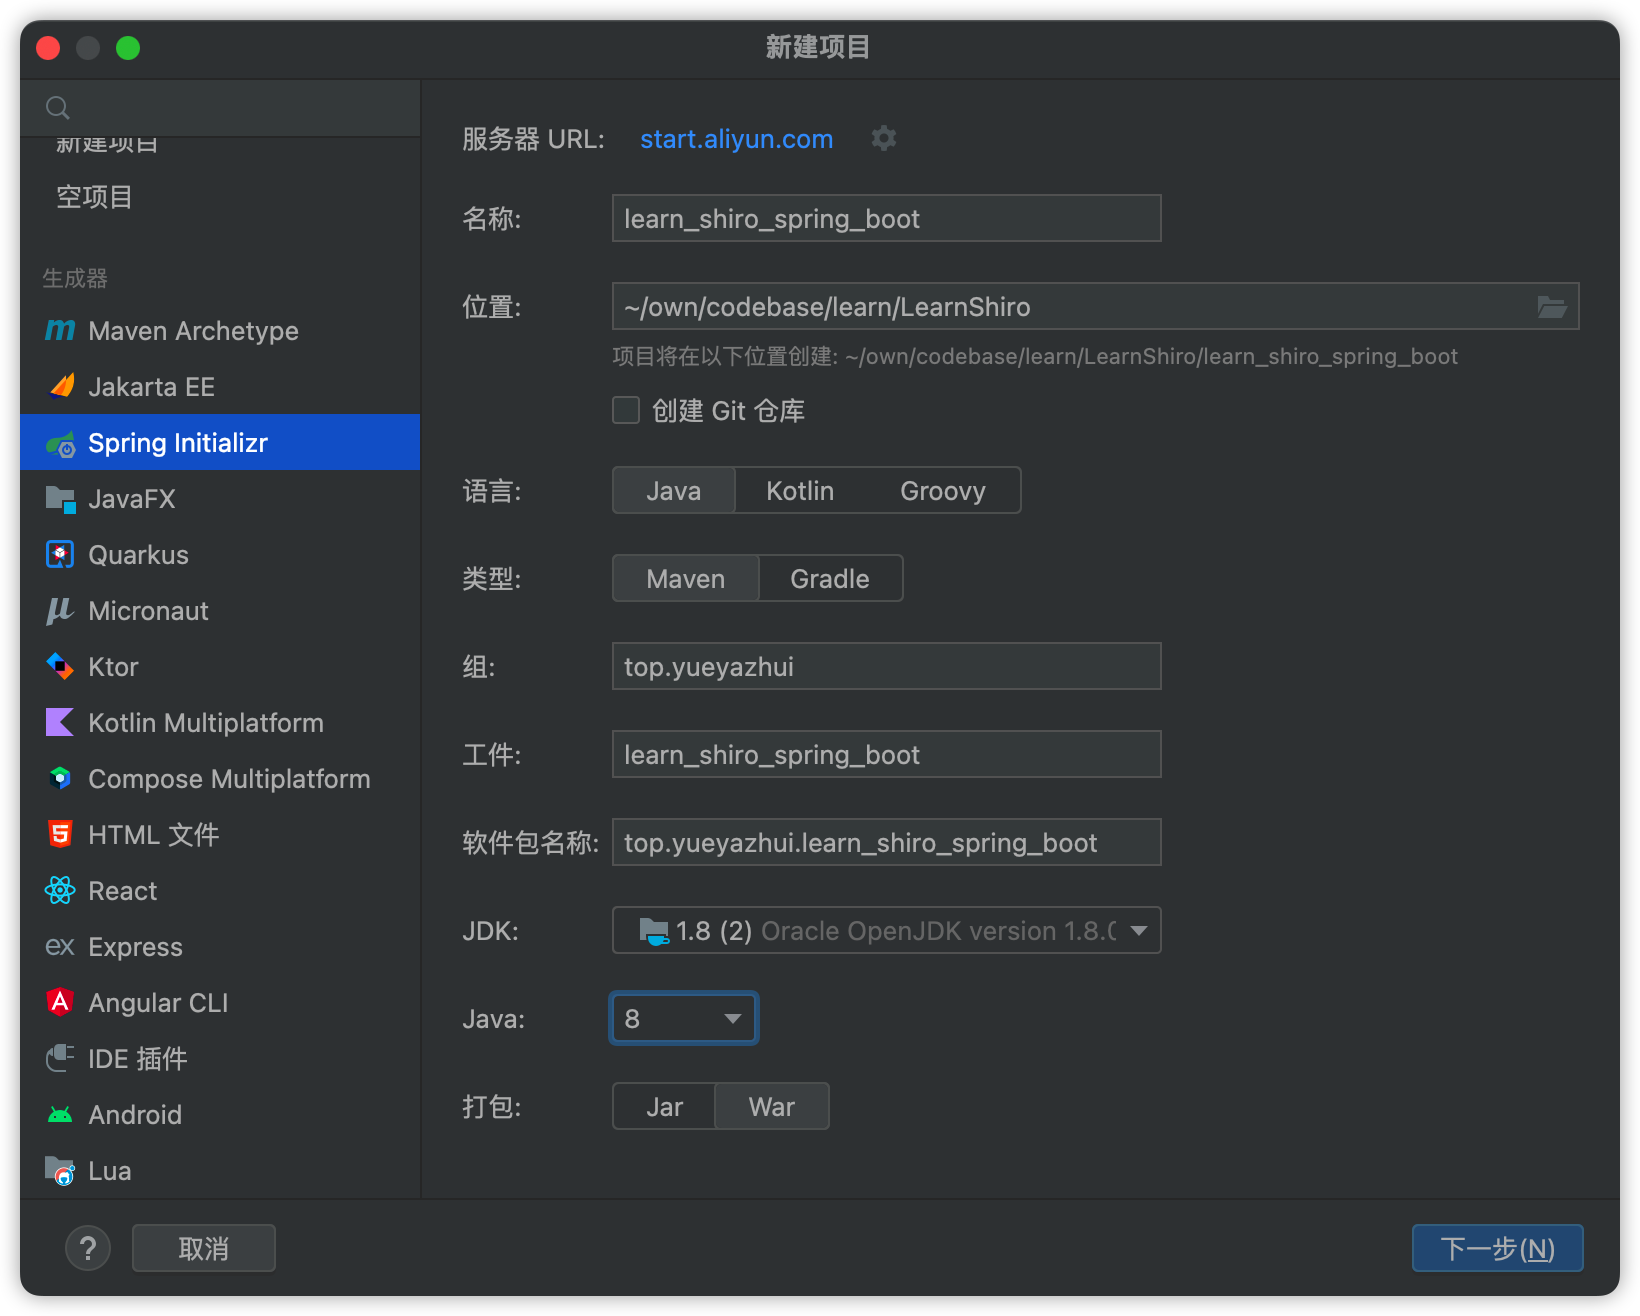 新建项目
新建项目
空项目
生成器
Maven Archetype
Jakarta EE
Spring Initializr
JavaFX
Quarkus
Micronaut
Ktor
Kotlin Multiplatform
Compose Multiplatform
HTML 文件
React
ex Express
Angular CLI
IDE 插件
Android
Lua
服务器 URL: start.aliyun.com
名称: learn_shiro_spring_boot
位置: ~/own/codebase/learn/LearnShiro
项目将在以下位置创建: ~/own/codebase/learn/LearnShiro/learn_shiro_spring_boot
创建 Git 仓库
语言: Java Kotlin Groovy
类型: Maven Gradle
组: top.yueyazhui
工件: learn_shiro_spring_boot
软件包名称: top.yueyazhui.learn_shiro_spring_boot
JDK: 1.8 (2) Oracle OpenJDK version 1.8.
Java: 8
打包: Jar War
? 取消 下一步(N)